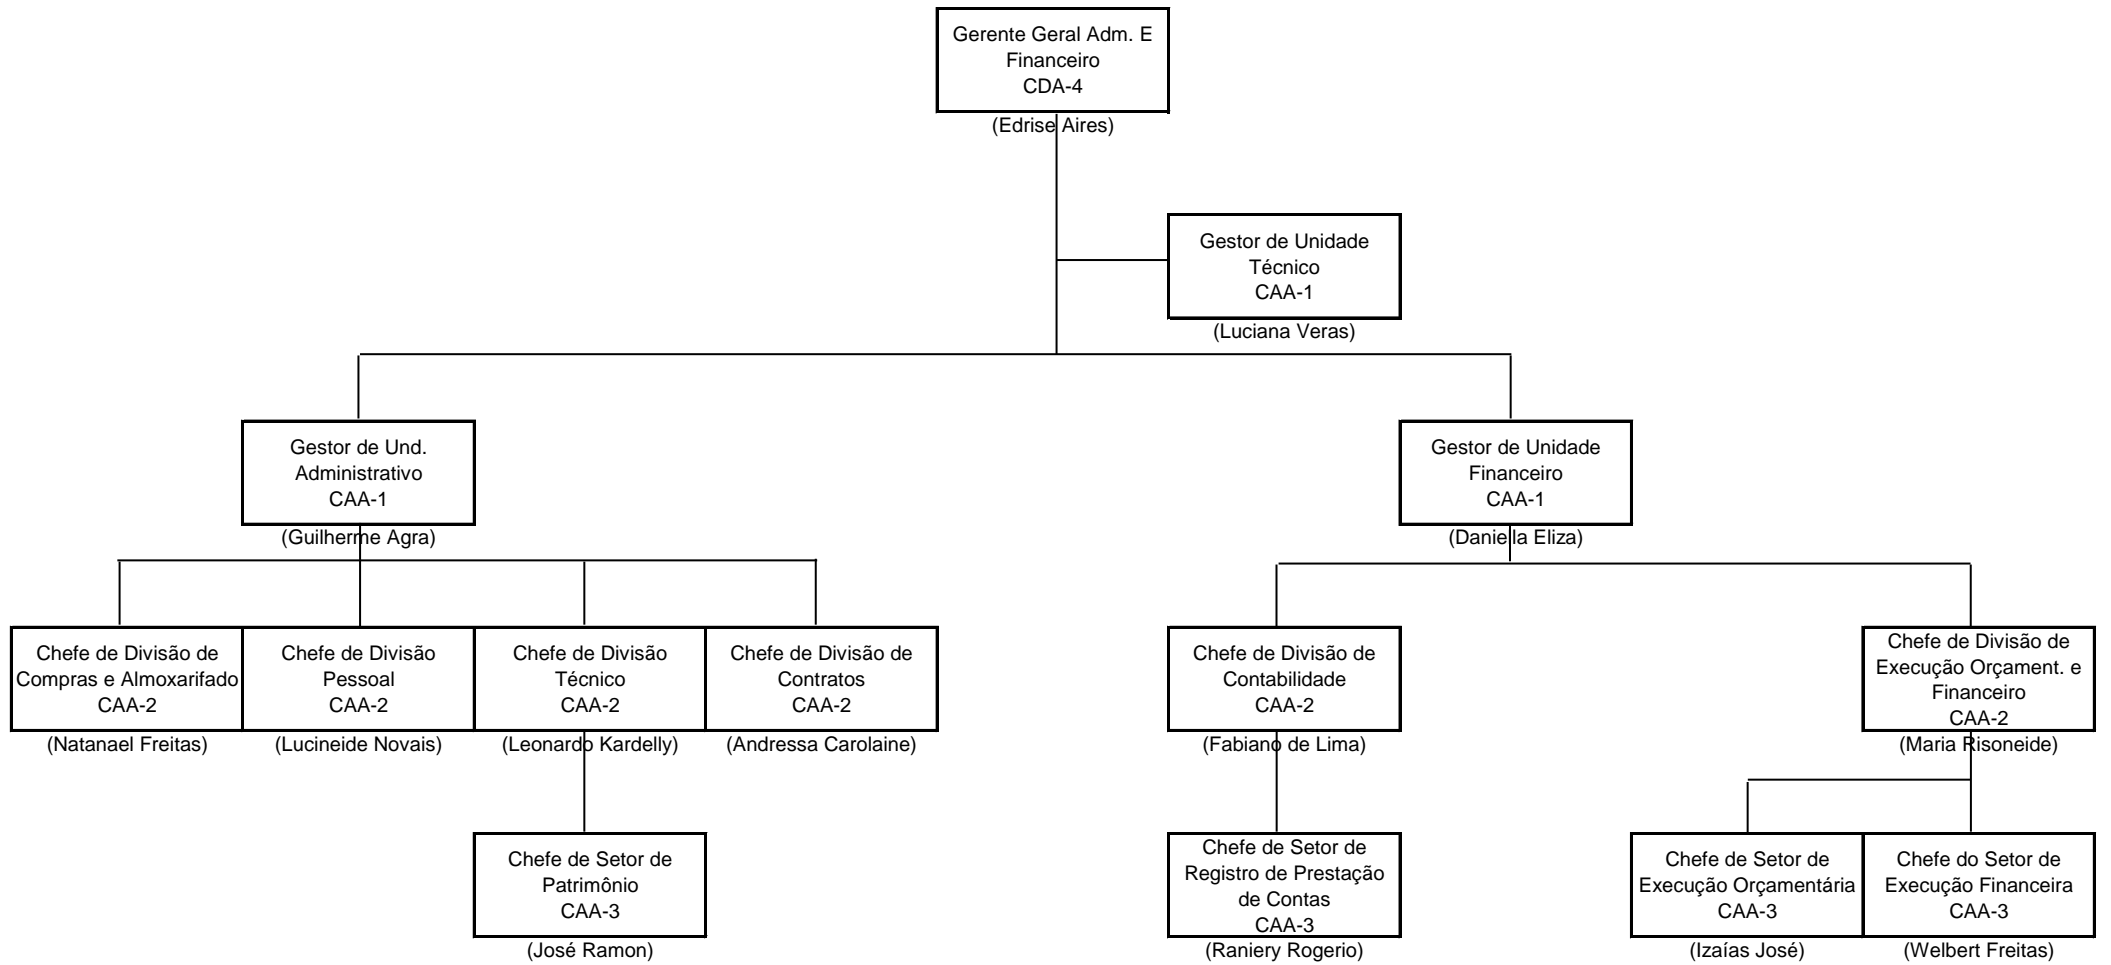 Gerente Geral Adm. E
Financeiro
CDA-4
(Edrise Aires)
Gestor de Unidade
Técnico
CAA-1
(Luciana Veras)
Gestor de Und.
Administrativo
CAA-1
(Guilherme Agra)
Gestor de Unidade
Financeiro
CAA-1
(Daniella Eliza)
Chefe de Divisão de
Compras e Almoxarifado
CAA-2
(Natanael Freitas)
Chefe de Divisão
Pessoal
CAA-2
(Lucineide Novais)
Chefe de Divisão
Técnico
CAA-2
(Leonardo Kardelly)
Chefe de Divisão de
Contratos
CAA-2
(Andressa Carolaine)
Chefe de Divisão de
Contabilidade
CAA-2
(Fabiano de Lima)
Chefe de Divisão de
Execução Orçament. e
Financeiro
CAA-2
(Maria Risoneide)
Chefe de Setor de
Patrimônio
CAA-3
(José Ramon)
Chefe de Setor de
Registro de Prestação
de Contas
CAA-3
(Raniery Rogerio)
Chefe de Setor de
Execução Orçamentária
CAA-3
(Izaías José)
Chefe do Setor de
Execução Financeira
CAA-3
(Welbert Freitas)